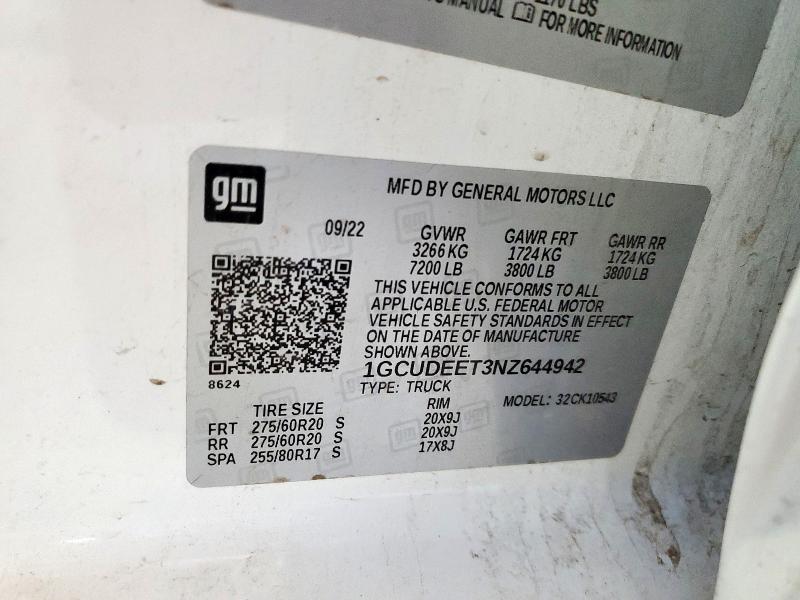 70 LBS
MANUAL FOR MORE INFORMATION
gm
MFD BY GENERAL MOTORS LLC
09/22
GVWR GAWR FRT GAWR RR
3266 KG 1724 KG 1724 KG
7200 LB 3800 LB 3800 LB
THIS VEHICLE CONFORMS TO ALL
APPLICABLE U.S. FEDERAL MOTOR
VEHICLE SAFETY STANDARDS IN EFFECT
ON THE DATE OF MANUFACTURE
SHOWN ABOVE.
8624
1GCUDEET3NZ644942
TYPE: TRUCK
MODEL: 32CK10543
TIRE SIZE RIM
FRT 275/60R20 S 20X9J
RR 275/60R20 S 20X9J
SPA 255/80R17 S 17X8J